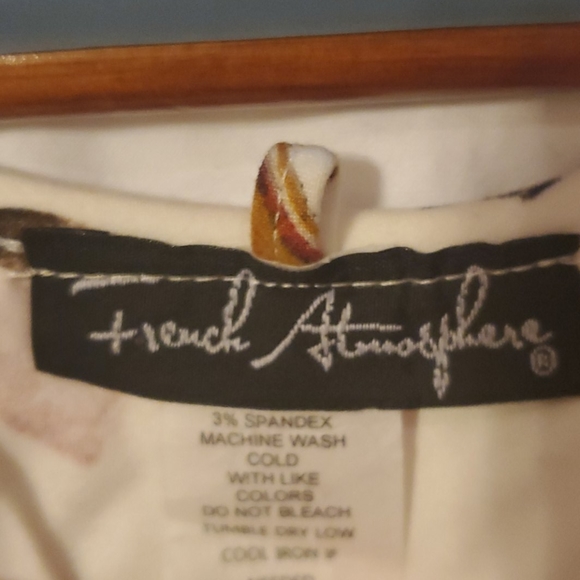 French Atmosphere ®
3% SPANDEX
MACHINE WASH
COLD
WITH LIKE
COLORS
DO NOT BLEACH
TUMBLE DRY LOW
COOL IRON IF